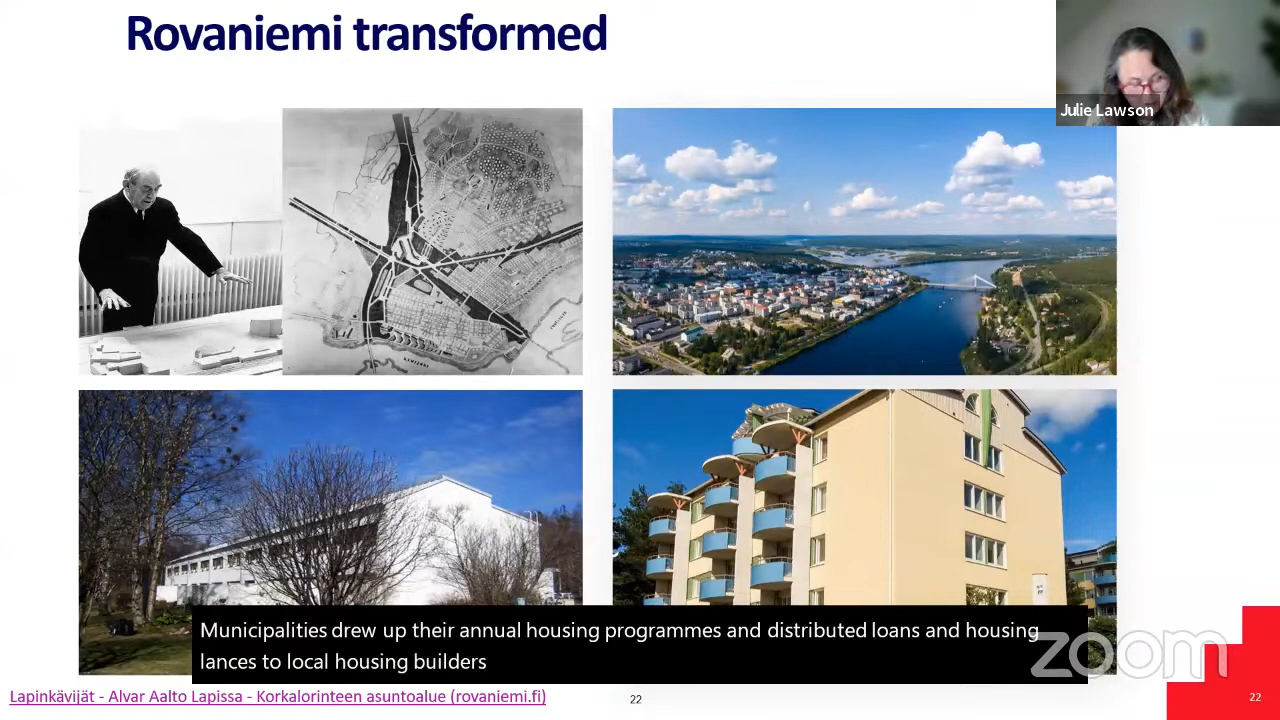 Rovaniemi transformed
Julie Lawson
Municipalities drew up their annual housing programmes and distributed loans and housing
lances to local housing builders
zoom
Lapinkävijät - Alvar Aalto Lapissa - Korkalorinteen asuntoalue (rovaniemi.fi)
22
22